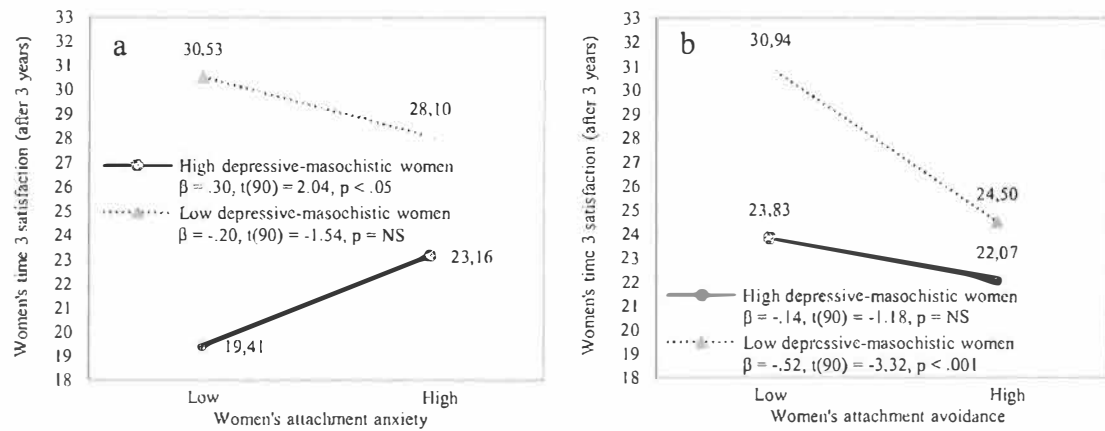 a
Women's time 3 satisfaction (after 3 years)
33
32
31
30
29
28
27
26
25
24
23
22
21
20
19
18
30,53
28,10
High depressive-masochistic women
β = .30, t(90) = 2.04, p < .05
Low depressive-masochistic women
β = -.20, t(90) = -1.54, p = NS
23,16
19,41
Low
High
Women's attachment anxiety
b
Women's time 3 satisfaction (after 3 years)
33
32
31
30
29
28
27
26
25
24
23
22
21
20
19
18
30,94
24,50
23,83
22,07
High depressive-masochistic women
β = -.14, t(90) = -1.18, p = NS
Low depressive-masochistic women
β = -.52, t(90) = -3,32, p < .001
Low
High
Women's attachment avoidance